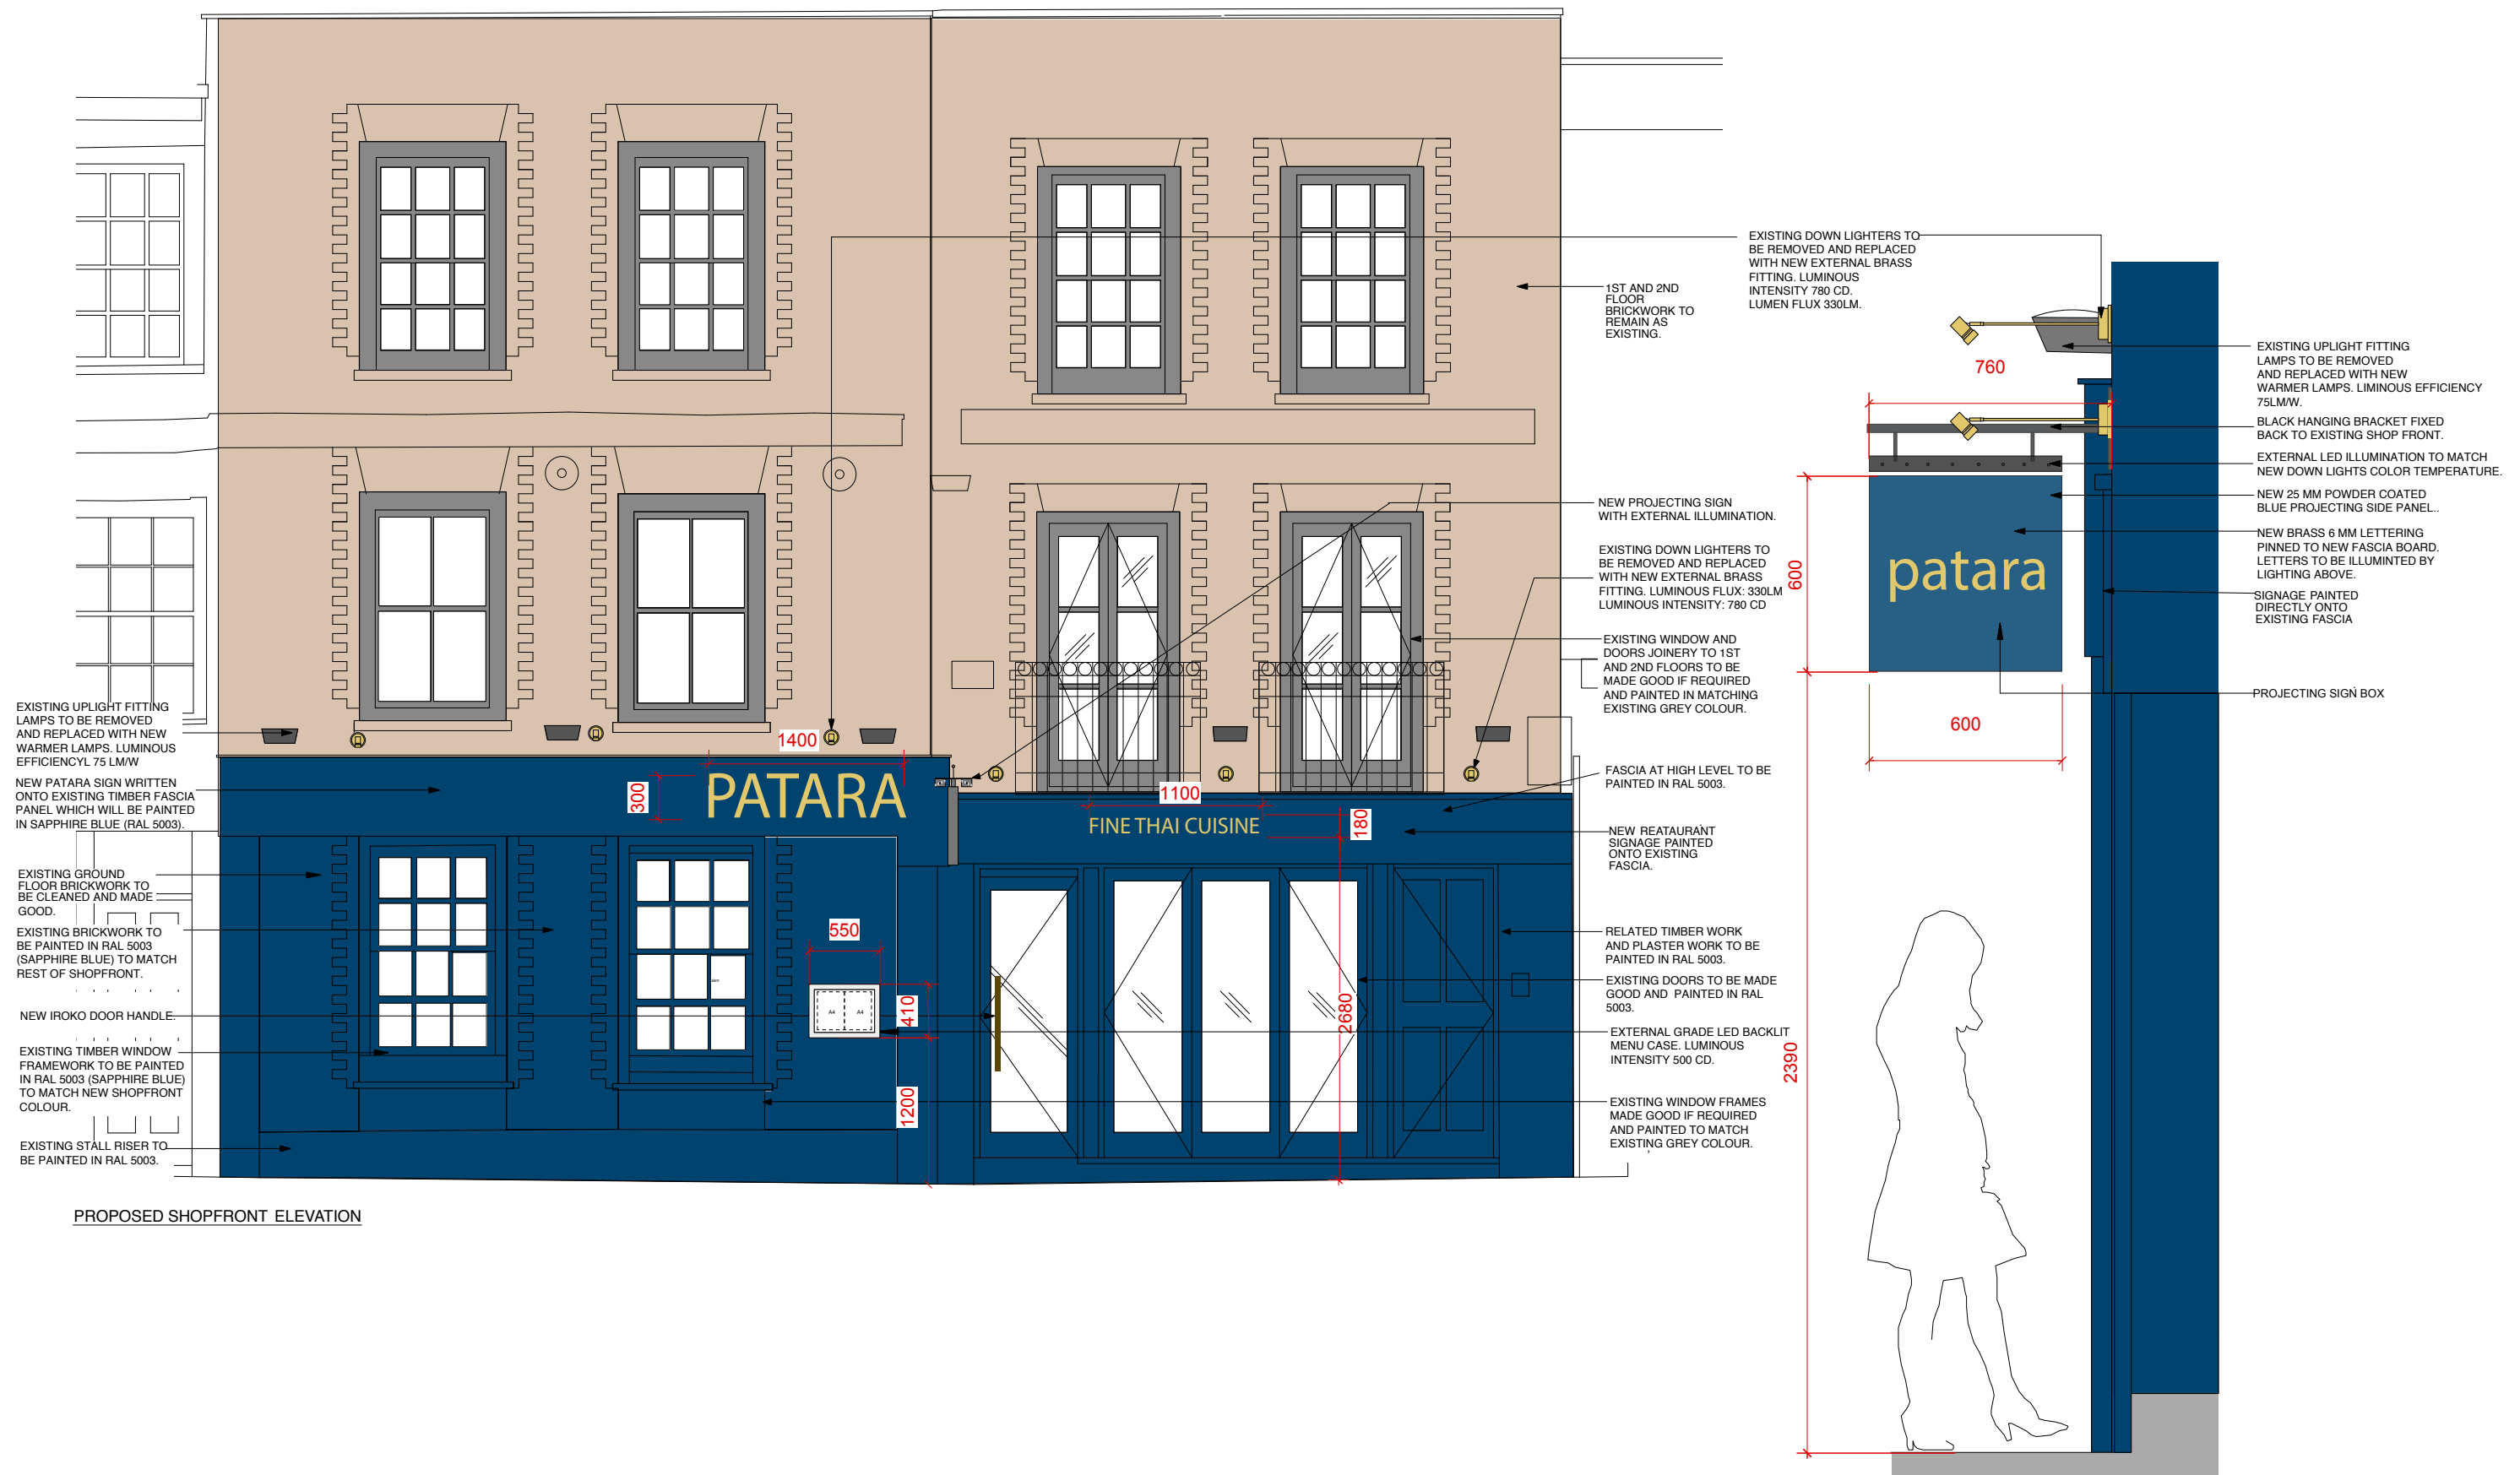 EXISTING DOWN LIGHTERS TO
BE REMOVED AND REPLACED
WITH NEW EXTERNAL BRASS
FITTING. LUMINOUS
INTENSITY 780 CD.
LUMEN FLUX 330LM.
1ST AND 2ND
FLOOR
BRICKWORK TO
REMAIN AS
EXISTING.
760
EXISTING UPLIGHT FITTING
LAMPS TO BE REMOVED
AND REPLACED WITH NEW
WARMER LAMPS. LIMINOUS EFFICIENCY
75LM/W.
BLACK HANGING BRACKET FIXED
BACK TO EXISTING SHOP FRONT.
EXTERNAL LED ILLUMINATION TO MATCH
NEW DOWN LIGHTS COLOR TEMPERATURE.
NEW 25 MM POWDER COATED
BLUE PROJECTING SIDE PANEL..
NEW BRASS 6 MM LETTERING
PINNED TO NEW FASCIA BOARD.
LETTERS TO BE ILLUMINTED BY
LIGHTING ABOVE.
SIGNAGE PAINTED
DIRECTLY ONTO
EXISTING FASCIA
PROJECTING SIGN BOX
600
patara
600
2390
NEW PROJECTING SIGN
WITH EXTERNAL ILLUMINATION.
EXISTING DOWN LIGHTERS TO
BE REMOVED AND REPLACED
WITH NEW EXTERNAL BRASS
FITTING. LUMINOUS FLUX: 330LM
LUMINOUS INTENSITY: 780 CD
EXISTING WINDOW AND
DOORS JOINERY TO 1ST
AND 2ND FLOORS TO BE
MADE GOOD IF REQUIRED
AND PAINTED IN MATCHING
EXISTING GREY COLOUR.
FASCIA AT HIGH LEVEL TO BE
PAINTED IN RAL 5003.
NEW REATAURANT
SIGNAGE PAINTED
ONTO EXISTING
FASCIA.
RELATED TIMBER WORK
AND PLASTER WORK TO BE
PAINTED IN RAL 5003.
EXISTING DOORS TO BE MADE
GOOD AND PAINTED IN RAL
5003.
EXTERNAL GRADE LED BACKLIT
MENU CASE. LUMINOUS
INTENSITY 500 CD.
EXISTING WINDOW FRAMES
MADE GOOD IF REQUIRED
AND PAINTED TO MATCH
EXISTING GREY COLOUR.
EXISTING UPLIGHT FITTING
LAMPS TO BE REMOVED
AND REPLACED WITH NEW
WARMER LAMPS. LUMINOUS
EFFICIENCYL 75 LM/W
NEW PATARA SIGN WRITTEN
ONTO EXISTING TIMBER FASCIA
PANEL WHICH WILL BE PAINTED
IN SAPPHIRE BLUE (RAL 5003).
EXISTING GROUND
FLOOR BRICKWORK TO
BE CLEANED AND MADE
GOOD.
EXISTING BRICKWORK TO
BE PAINTED IN RAL 5003
(SAPPHIRE BLUE) TO MATCH
REST OF SHOPFRONT.
NEW IROKO DOOR HANDLE.
EXISTING TIMBER WINDOW
FRAMEWORK TO BE PAINTED
IN RAL 5003 (SAPPHIRE BLUE)
TO MATCH NEW SHOPFRONT
COLOUR.
EXISTING STALL RISER TO
BE PAINTED IN RAL 5003.
1400
300
PATARA
1100
FINE THAI CUISINE
180
550
A4 A4
410
1200
2680
PROPOSED SHOPFRONT ELEVATION